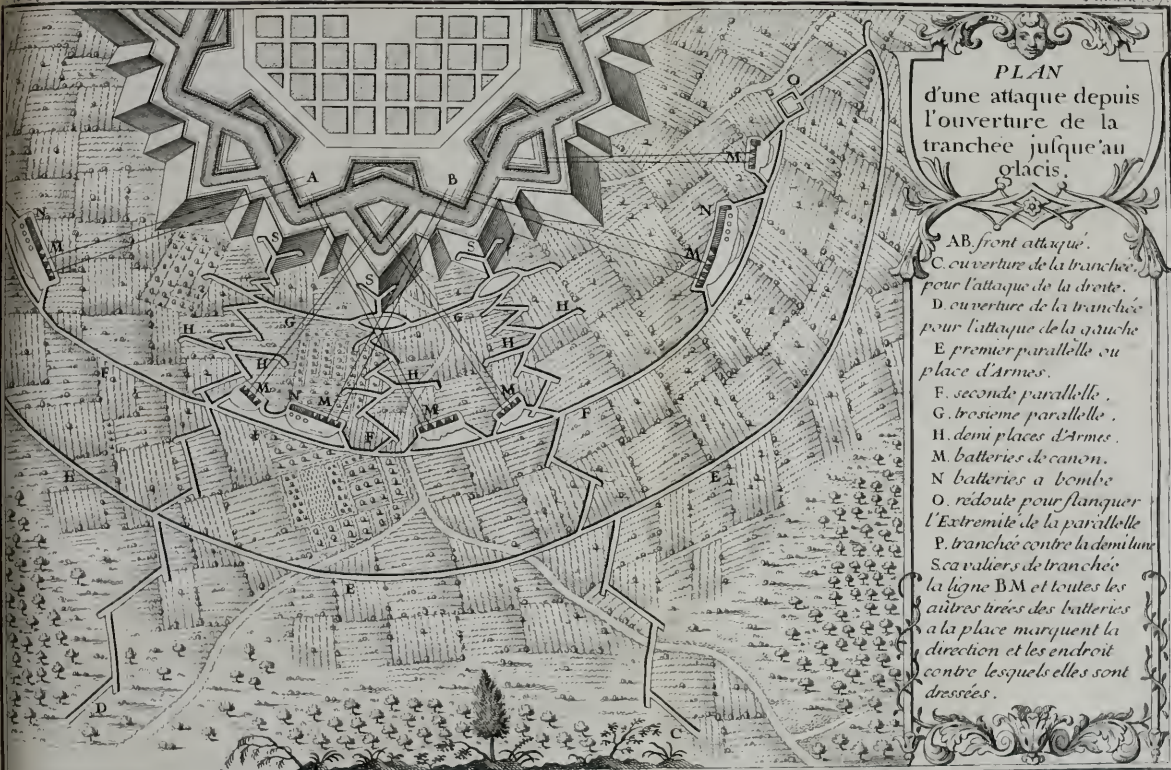 PLAN
d'une attaque depuis
l'ouverture de la
tranchee jusque'au
glacis.
AB. front attaqué.
C. ouverture de la tranchée.
pour l'attaque de la droite.
D. ouverture de la tranchée
pour l'attaque de la gauche
E premier parallelle ou
place d'Armes.
F. seconde parallelle.
G. trosieme parallelle.
H. demi places d'Armes.
M. batteries de canon.
N batteries a bombe
O. redoute pour flanquer
l'Extremité de la parallelle
P. tranchée contre la demi lune
S. cavaliers de tranchée
la ligne BM et toutes les
aûtres tirées des batteries
a la place marquent la
direction et les endroit
contre lesquels elles sont
dressées.
O
M
A
B
N
N
M
S
S
M
S
H
G
G
H
H
H
F
H
M
N
M
M
M
F
F
E
E
D
C